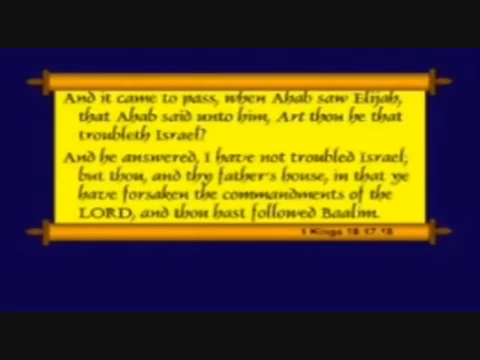 And it came to pass, when Ahab saw Elijah,
that Ahab said unto him, Art thou he that
troubleth Israel?
And he answered, I have not troubled Israel;
but thou, and thy father's house, in that ye
have forsaken the commandments of the
LORD, and thou hast followed Baalim.
1 Kings 18:17,18